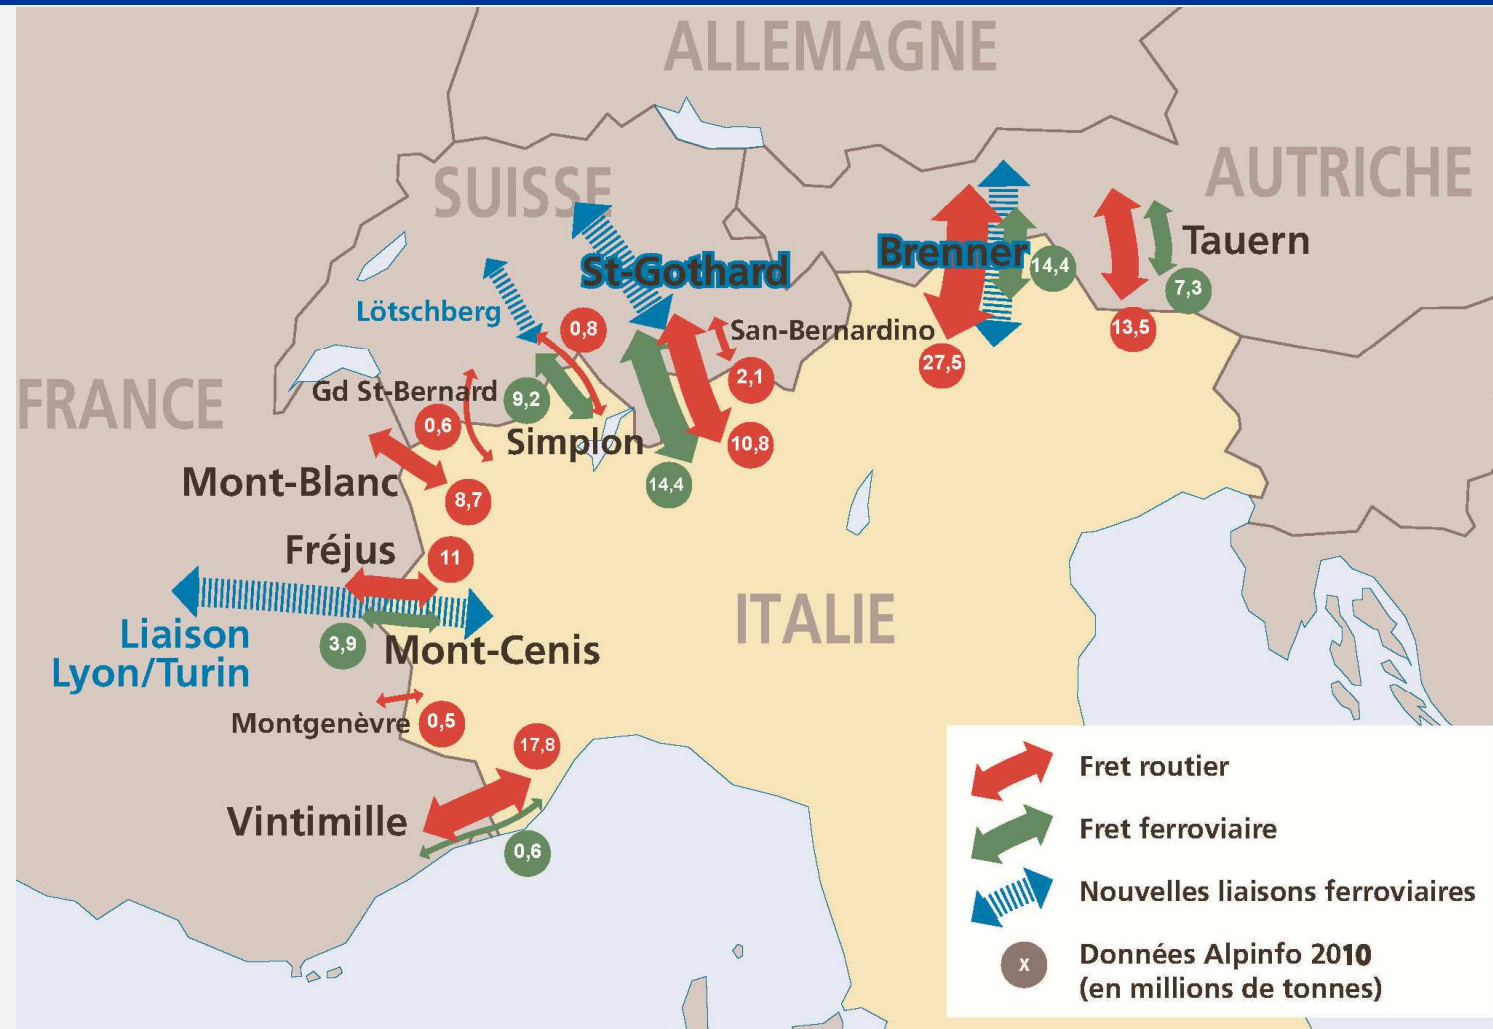 ALLEMAGNE
AUTRICHE
SUISSE
Tauern
Brenner
14,4
St-Gothard
7,3
Lötschberg
0,8
San-Bernardino
13,5
27,5
2,1
Gd St-Bernard
9,2
FRANCE
0,6
Simplon
10,8
Mont-Blanc
14,4
8,7
Fréjus
11
ITALIE
Liaison
Lyon/Turin
3,9
Mont-Cenis
Montgenèvre
0,5
17,8
Vintimille
0,6
Fret routier
Fret ferroviaire
Nouvelles liaisons ferroviaires
X
Données Alpinfo 2010
(en millions de tonnes)